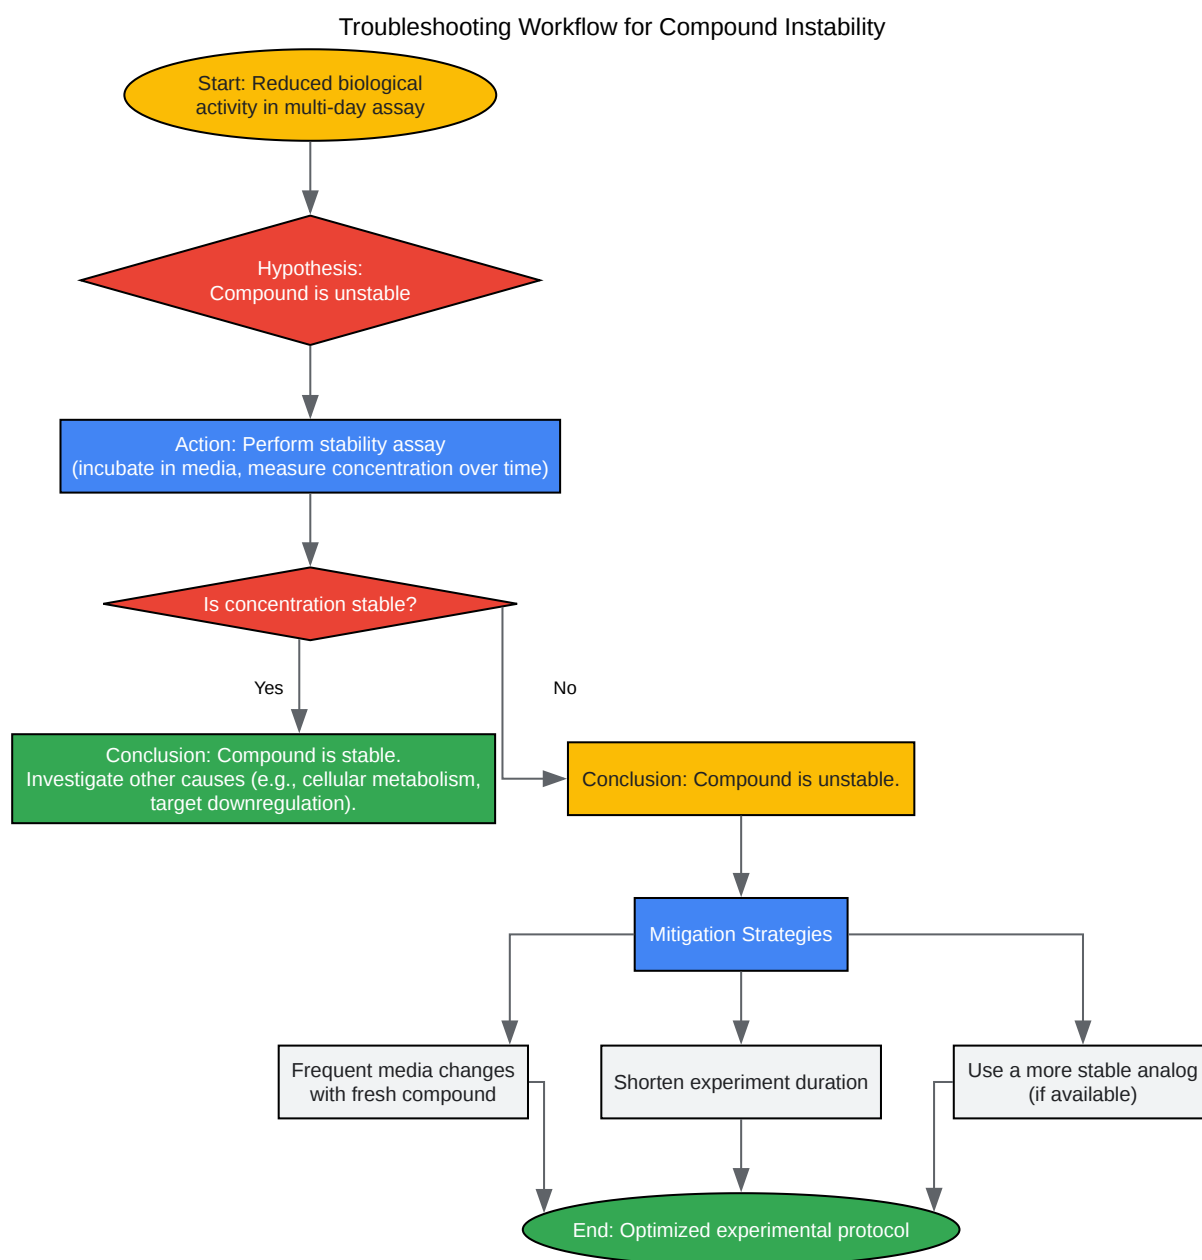 Troubleshooting Workflow for Compound Instability
Start: Reduced biological
activity in multi-day assay
Hypothesis:
Compound is unstable
Action: Perform stability assay
(incubate in media, measure concentration over time)
Is concentration stable?
Yes
No
Conclusion: Compound is stable.
Investigate other causes (e.g., cellular metabolism,
target downregulation).
Conclusion: Compound is unstable.
Mitigation Strategies
Frequent media changes
with fresh compound
Shorten experiment duration
Use a more stable analog
(if available)
End: Optimized experimental protocol